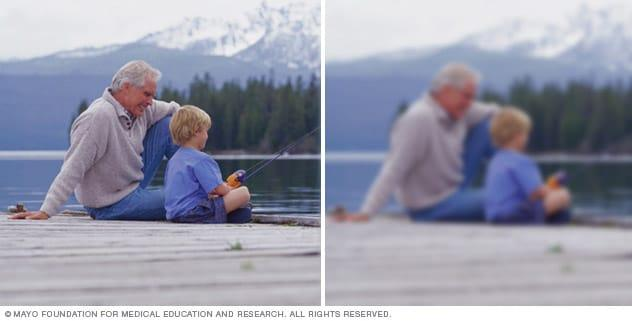 © MAYO FOUNDATION FOR MEDICAL EDUCATION AND RESEARCH. ALL RIGHTS RESERVED.